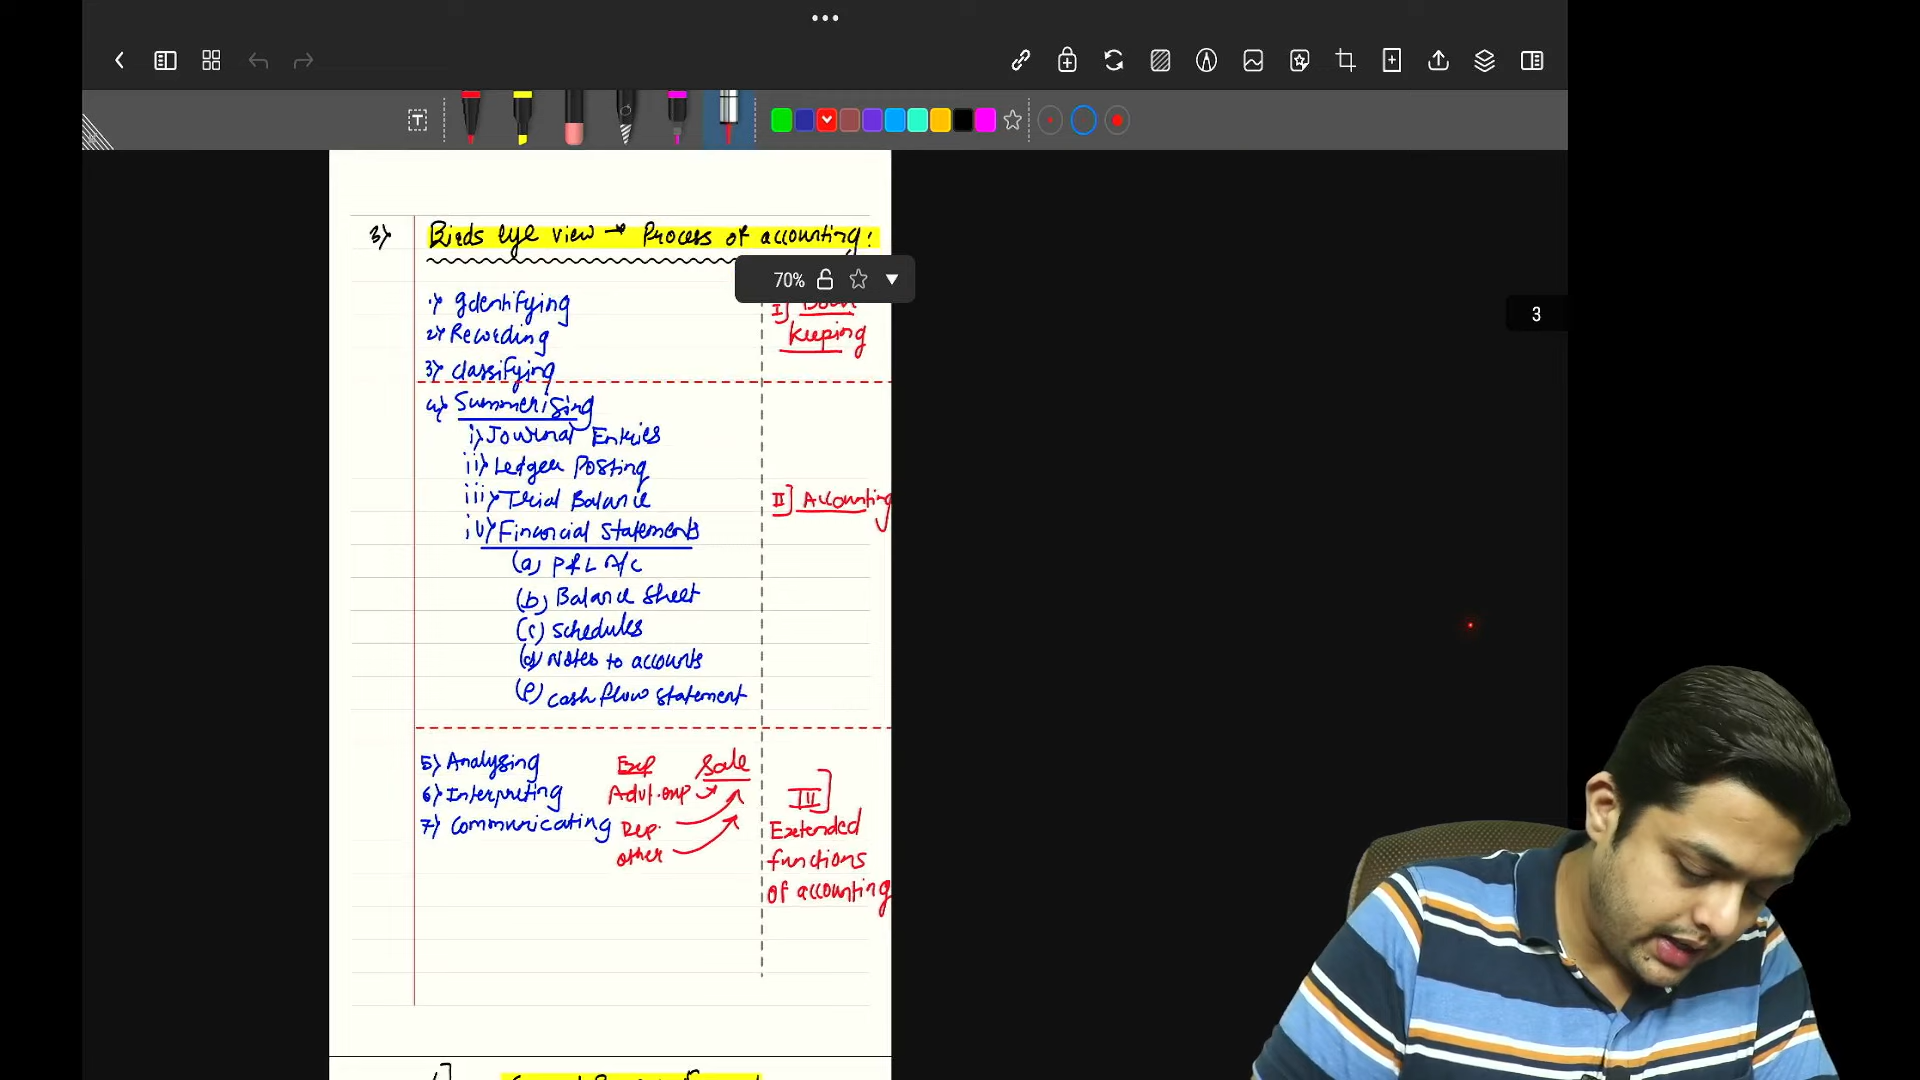 3) Birds eye view → Process of accounting:
70%
3
1) Identifying
2) Recording
3) classifying
I] Book
keeping
4) Summerising
i) Journal Entries
ii) Ledger Posting
iii) Trial Balance
iv) Financial Statements
(a) P&L A/c
(b) Balance Sheet
(c) Schedules
(d) Notes to accounts
(e) cash flow statement
II] Accounting
5) Analysing
6) Interpreting
7) Communicating
Exp Sale
Advt. exp
Dep.
other
III]
Extended
functions
of accounting